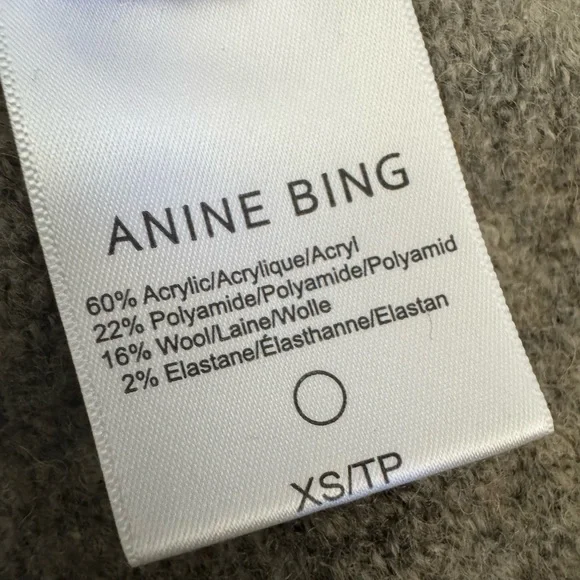 ANINE BING
60% Acrylic/Acrylique/Acryl
22% Polyamide/Polyamide/Polyamid
16% Wool/Laine/Wolle
2% Elastane/Élasthanne/Elastan
XS/TP